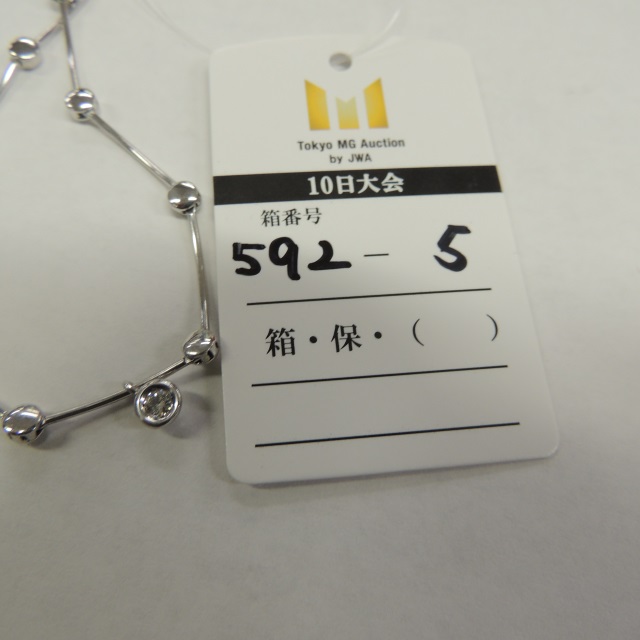 Tokyo MG Auction
by JWA
10日大会
箱番号
592 - 5
箱・保・(　　)